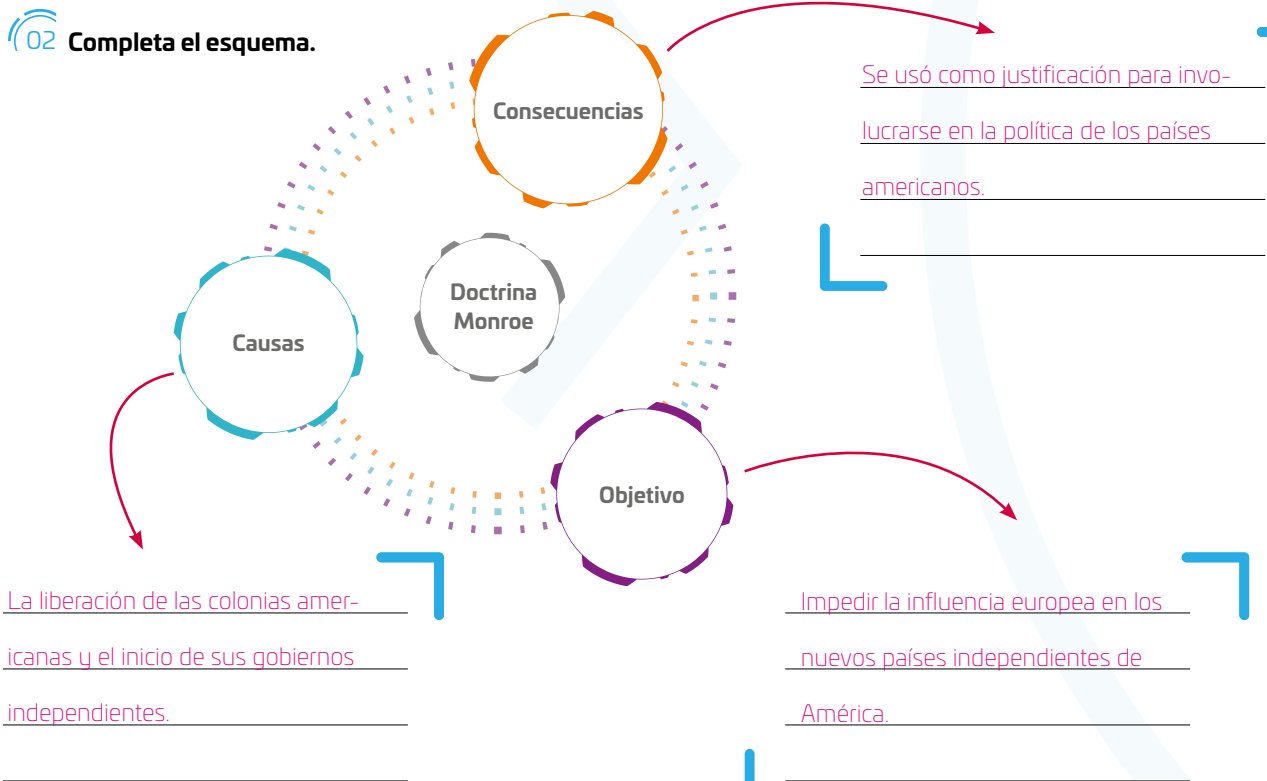 02 Completa el esquema.
Consecuencias
Se usó como justificación para invo-
lucrarse en la política de los países
americanos.
Doctrina
Monroe
Causas
Objetivo
La liberación de las colonias amer-
icanas y el inicio de sus gobiernos
independientes.
Impedir la influencia europea en los
nuevos países independientes de
América.